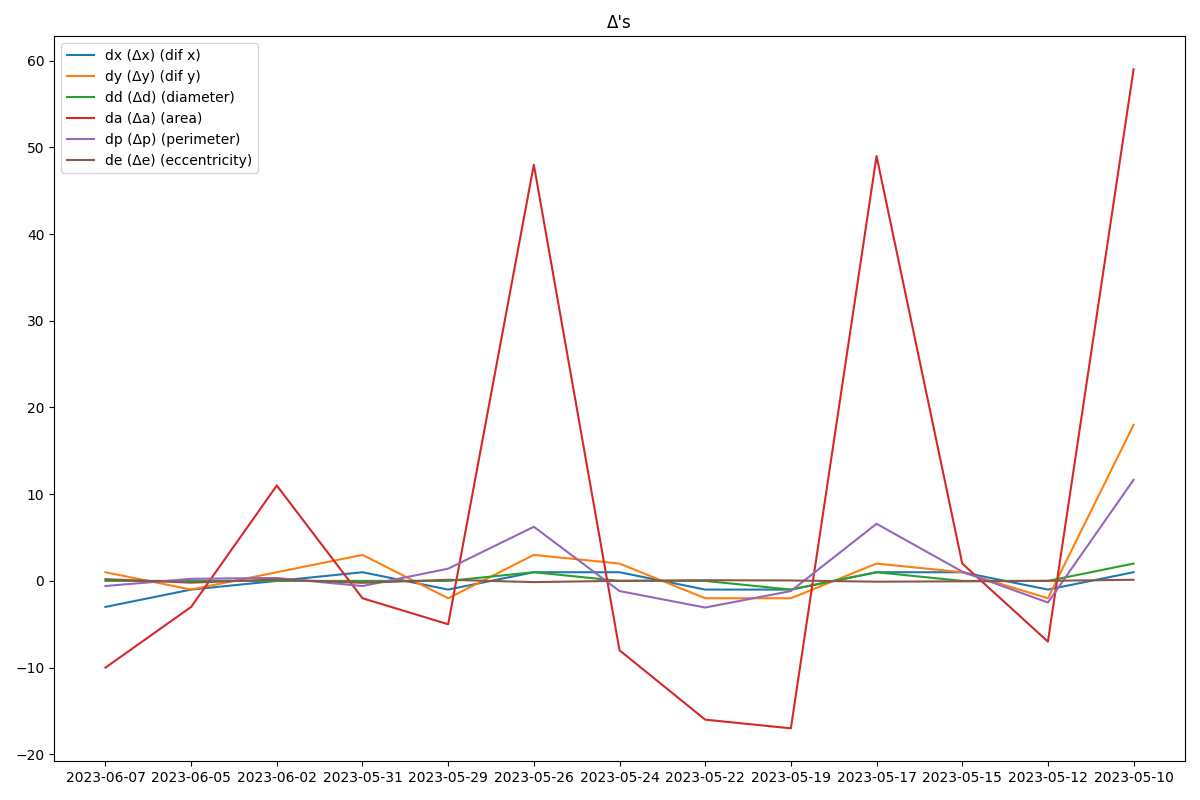 Δ's
dx (Δx) (dif x)
dy (Δy) (dif y)
dd (Δd) (diameter)
da (Δa) (area)
dp (Δp) (perimeter)
de (Δe) (eccentricity)
60
50
40
30
20
10
0
−10
−20
2023-06-07 2023-06-05 2023-06-02 2023-05-31 2023-05-29 2023-05-26 2023-05-24 2023-05-22 2023-05-19 2023-05-17 2023-05-15 2023-05-12 2023-05-10